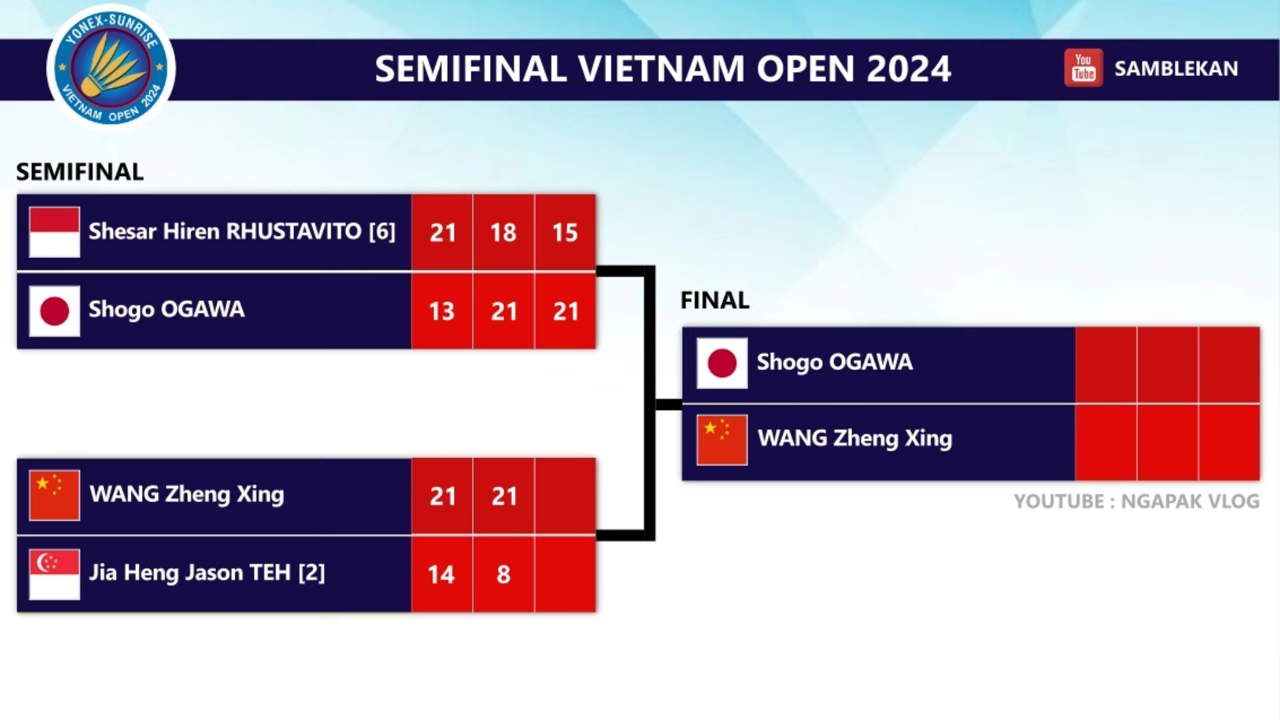 YONEX-SUNRISE
VIETNAM OPEN 2024
SEMIFINAL VIETNAM OPEN 2024
You
Tube
SAMBLEKAN
SEMIFINAL
Shesar Hiren RHUSTAVITO [6] 21 18 15
Shogo OGAWA 13 21 21
WANG Zheng Xing 21 21
Jia Heng Jason TEH [2] 14 8
FINAL
Shogo OGAWA
WANG Zheng Xing
YOUTUBE : NGAPAK VLOG